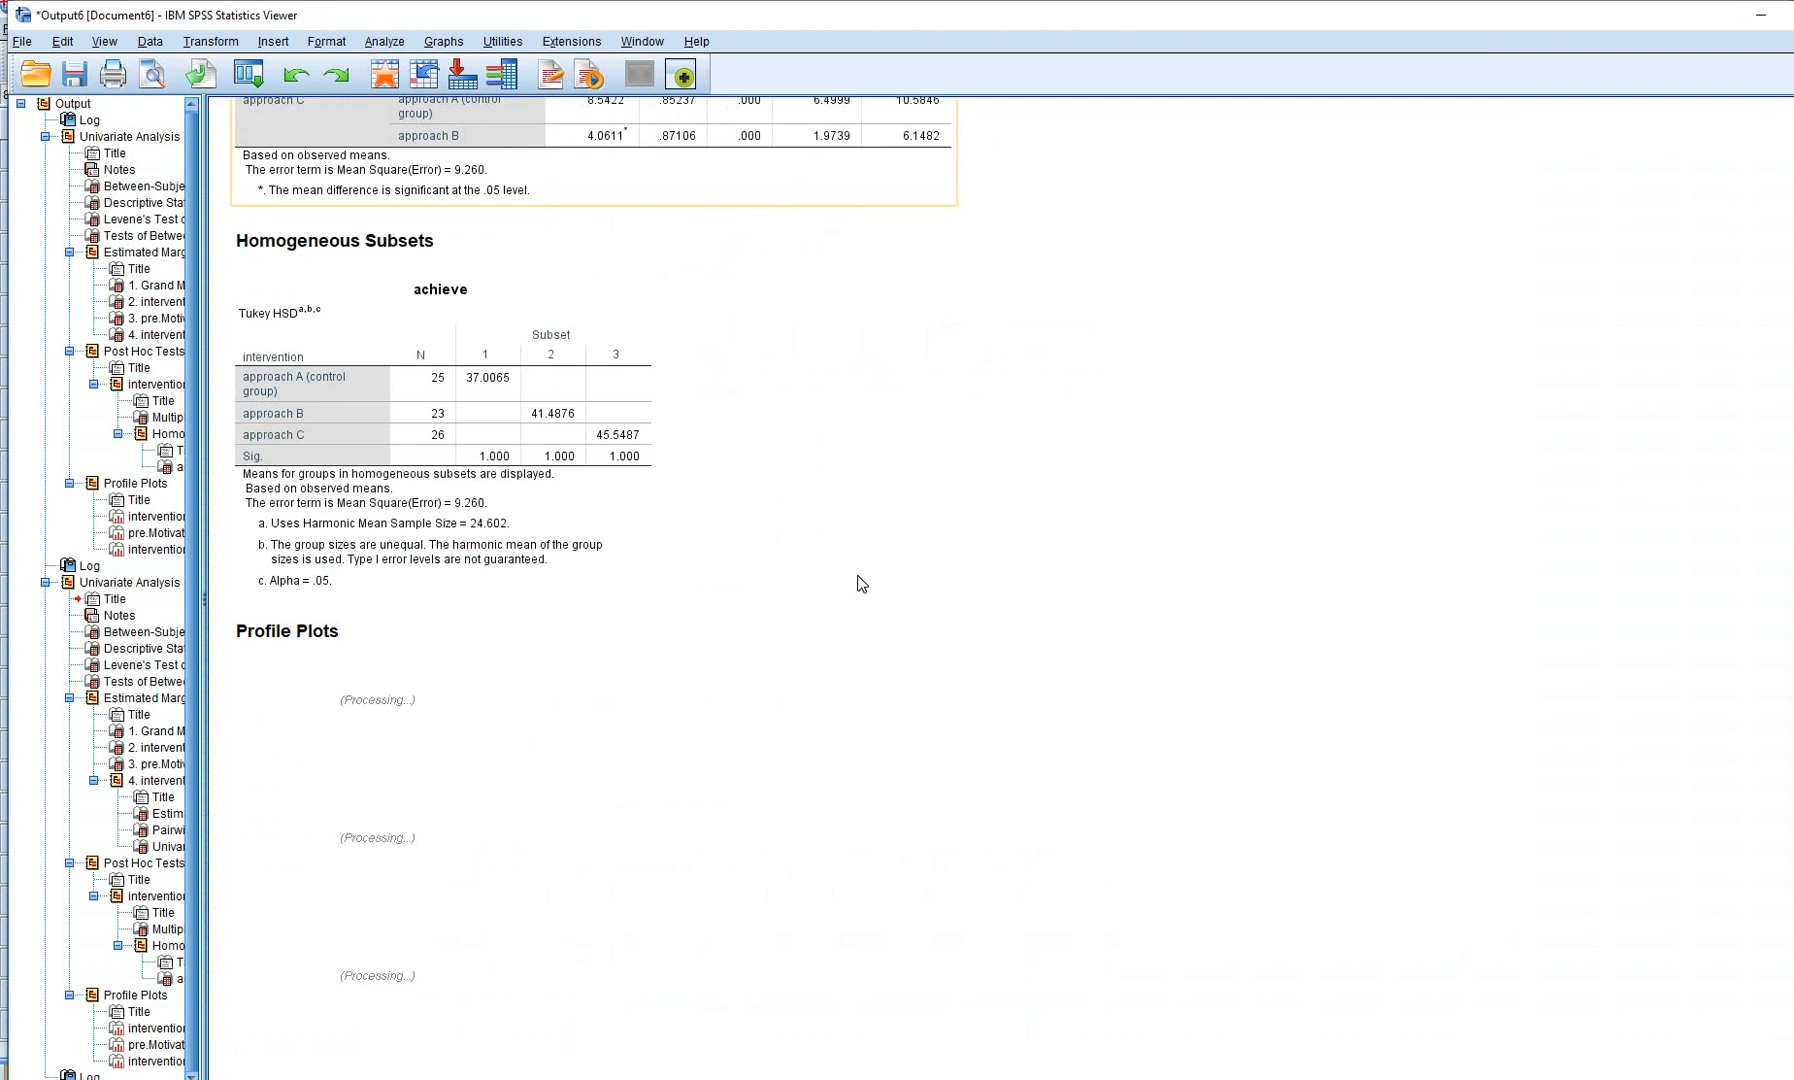 *Output6 [Document6] - IBM SPSS Statistics Viewer
File Edit View Data Transform Insert Format Analyze Graphs Utilities Extensions Window Help
Output
Log
Univariate Analysis
Title
Notes
Between-Subje
Descriptive Sta
Levene's Test o
Tests of Betwe
Estimated Marg
Title
1. Grand M
2. intervent
3. pre.Motiv
4. intervent
Post Hoc Tests
Title
intervention
Title
Multip
Homo
T
a
Profile Plots
Title
intervention
pre.Motivat
intervention
Log
Univariate Analysis
Title
Notes
Between-Subje
Descriptive Sta
Levene's Test o
Tests of Betwe
Estimated Marg
Title
1. Grand M
2. intervent
3. pre.Motiv
4. intervent
Title
Estim
Pairwi
Univar
Post Hoc Tests
Title
intervention
Title
Multip
Homo
T
a
Profile Plots
Title
intervention
pre.Motivat
intervention
Log
approach C approach A (control group) 8.5422 .85237 .000 6.4999 10.5846
approach B 4.0611* .87106 .000 1.9739 6.1482
Based on observed means.
The error term is Mean Square(Error) = 9.260.
*. The mean difference is significant at the .05 level.
Homogeneous Subsets
achieve
Tukey HSDa,b,c
Subset
intervention N 1 2 3
approach A (control group) 25 37.0065
approach B 23 41.4876
approach C 26 45.5487
Sig. 1.000 1.000 1.000
Means for groups in homogeneous subsets are displayed.
Based on observed means.
The error term is Mean Square(Error) = 9.260.
a. Uses Harmonic Mean Sample Size = 24.602.
b. The group sizes are unequal. The harmonic mean of the group
sizes is used. Type I error levels are not guaranteed.
c. Alpha = .05.
Profile Plots
(Processing...)
(Processing...)
(Processing...)